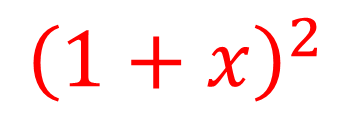 (1 + x)²